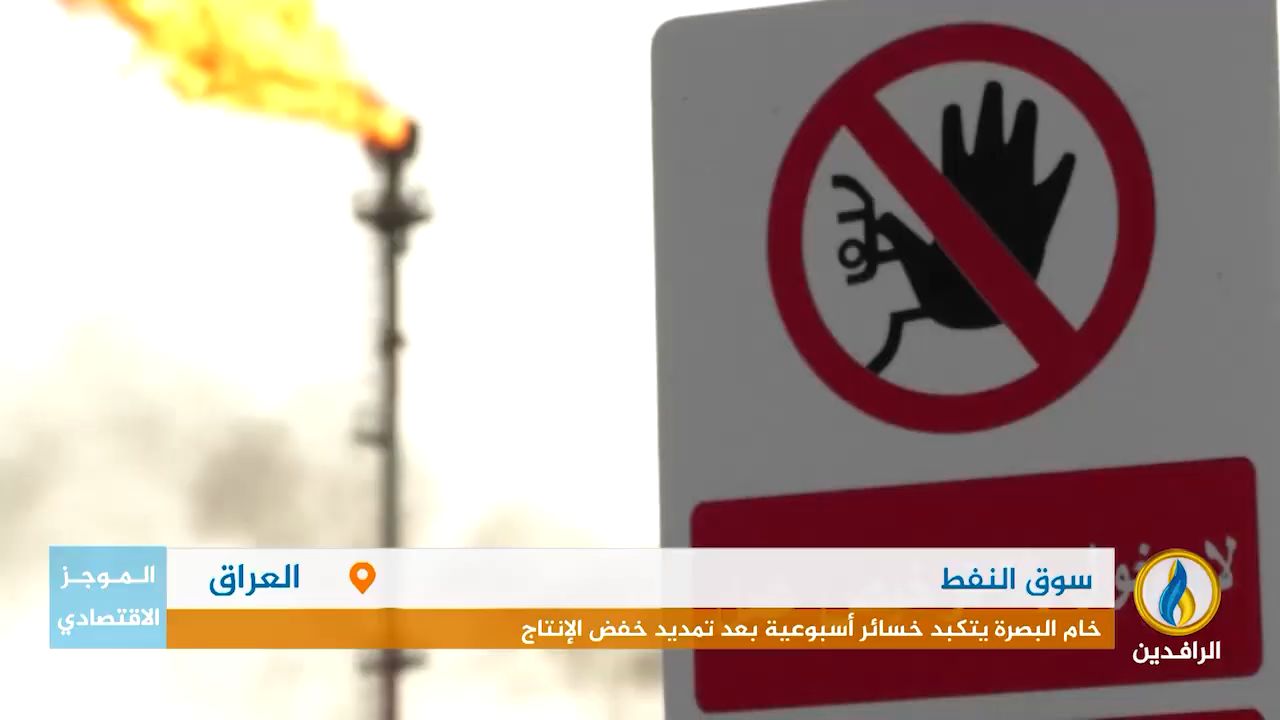 سوق النفط
العراق
خام البصرة يتكبد خسائر أسبوعية بعد تمديد خفض الإنتاج
الـمـوجـز
الاقتصادي
الرافدين